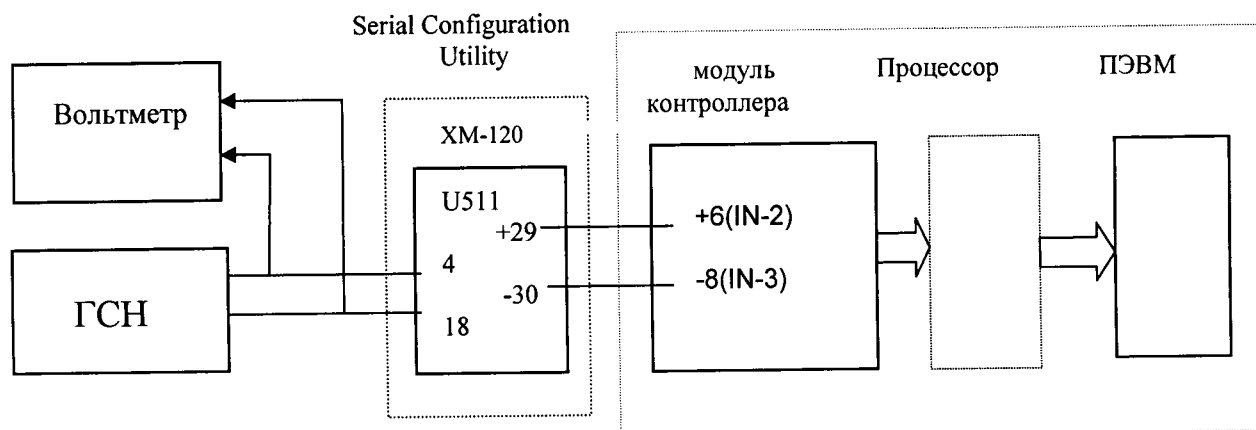 Serial Configuration
Utility
Вольтметр
ГСН
XM-120
U511
+29
4
-30
18
модуль
контроллера
+6(IN-2)
-8(IN-3)
Процессор
ПЭВМ